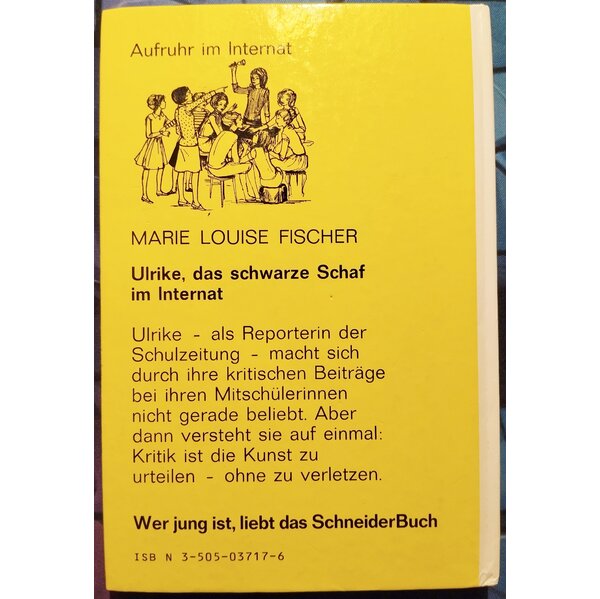 Aufruhr im Internat
MARIE LOUISE FISCHER
Ulrike, das schwarze Schaf
im Internat
Ulrike - als Reporterin der
Schulzeitung - macht sich
durch ihre kritischen Beiträge
bei ihren Mitschülerinnen
nicht gerade beliebt. Aber
dann versteht sie auf einmal:
Kritik ist die Kunst zu
urteilen - ohne zu verletzen.
Wer jung ist, liebt das SchneiderBuch
ISB N 3-505-03717-6